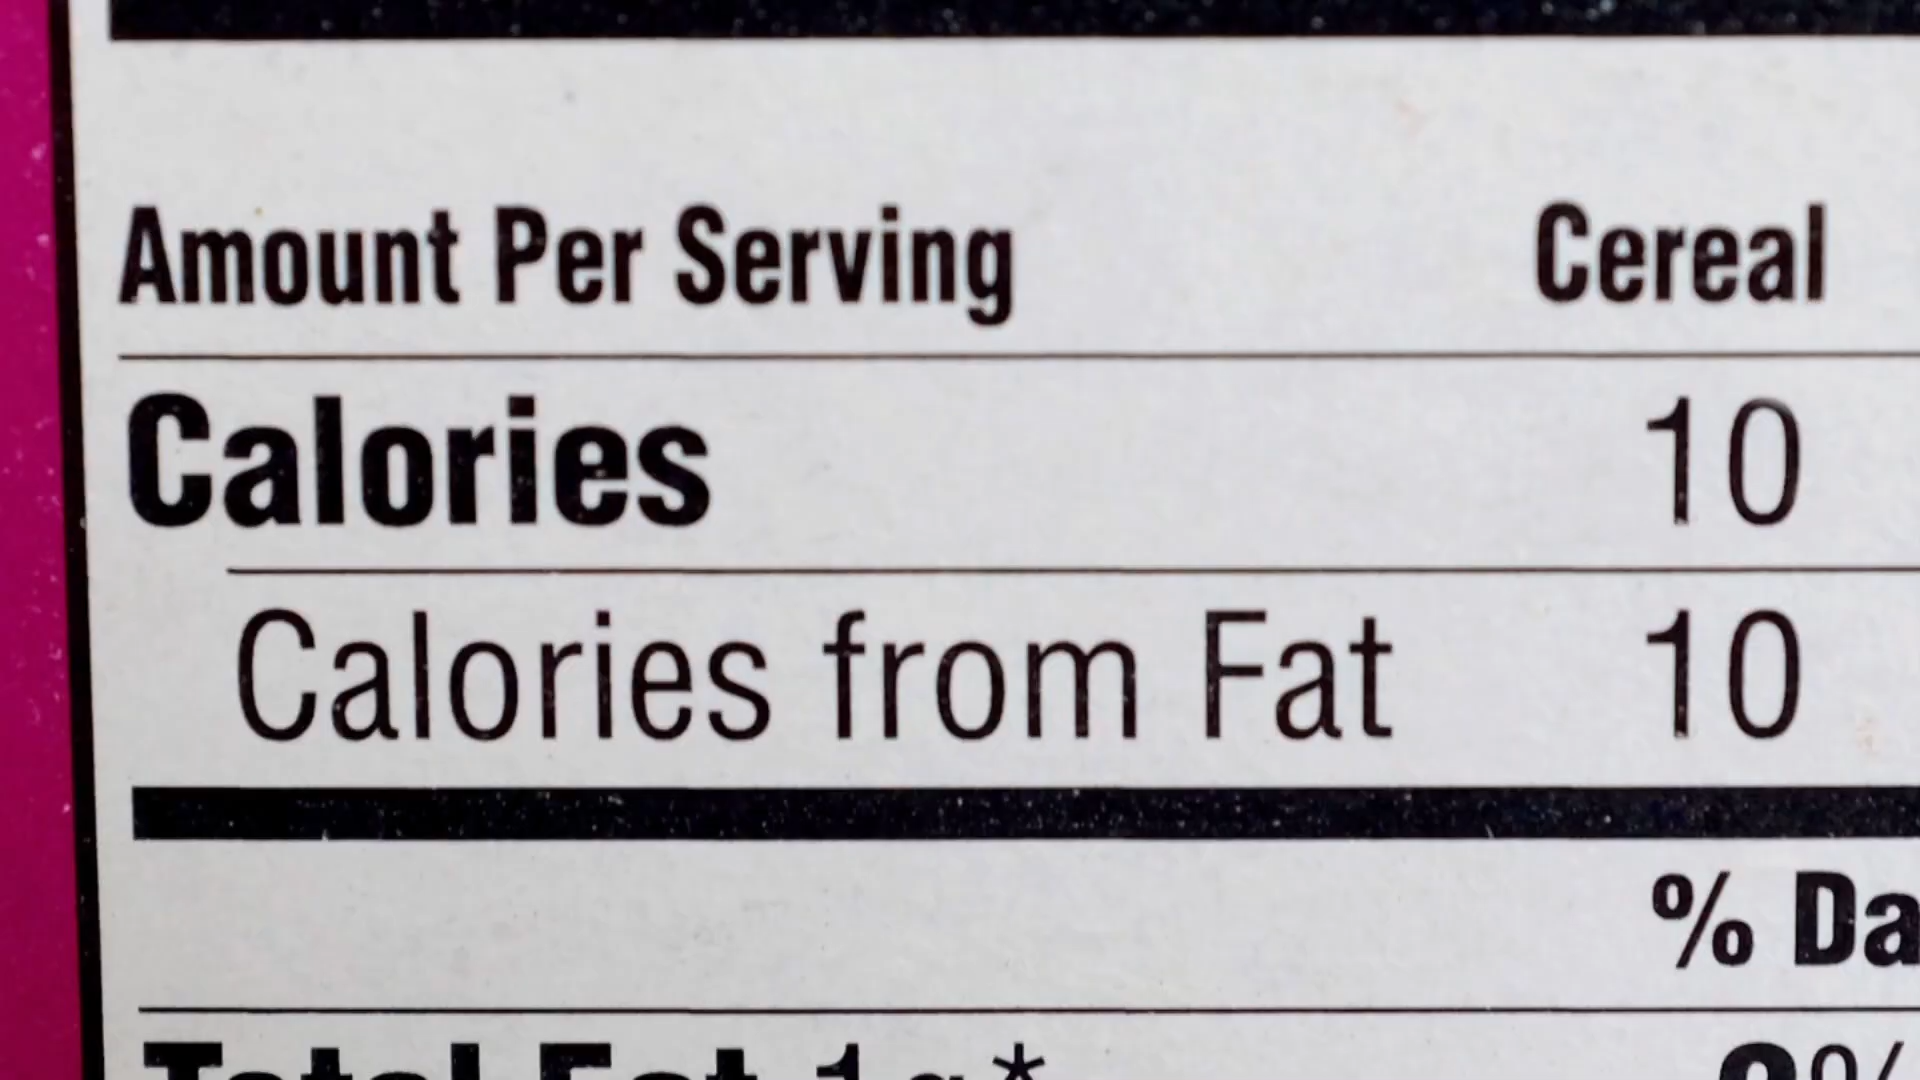 Amount Per Serving Cereal
Calories 10
Calories from Fat 10
% Da
Total Fat 1g*